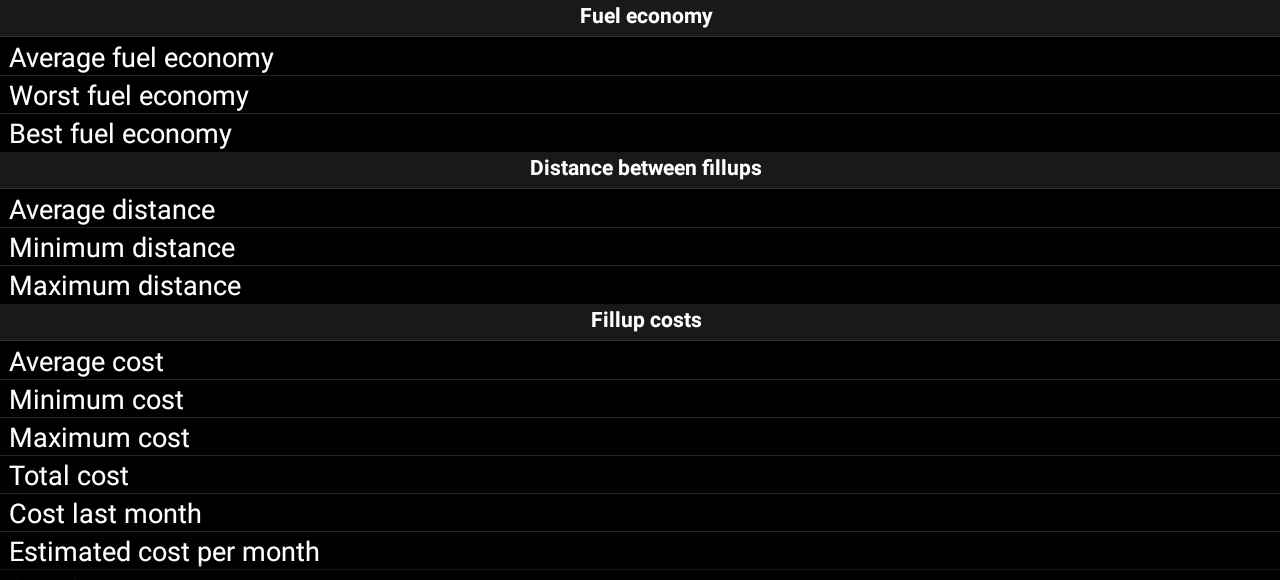 Fuel economy
Average fuel economy
Worst fuel economy
Best fuel economy
Distance between fillups
Average distance
Minimum distance
Maximum distance
Fillup costs
Average cost
Minimum cost
Maximum cost
Total cost
Cost last month
Estimated cost per month